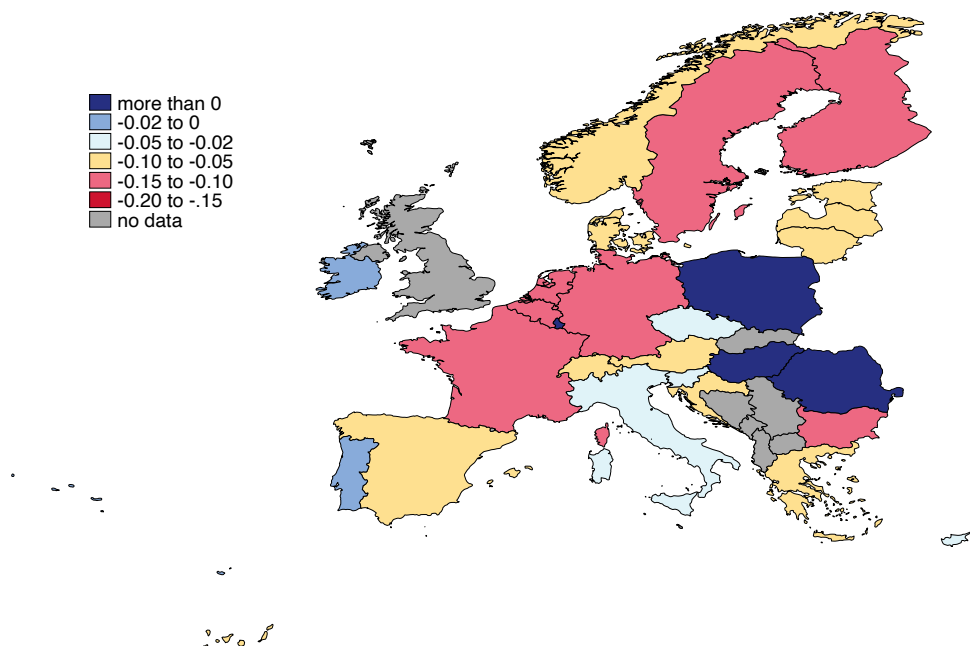 more than 0
-0.02 to 0
-0.05 to -0.02
-0.10 to -0.05
-0.15 to -0.10
-0.20 to -.15
no data